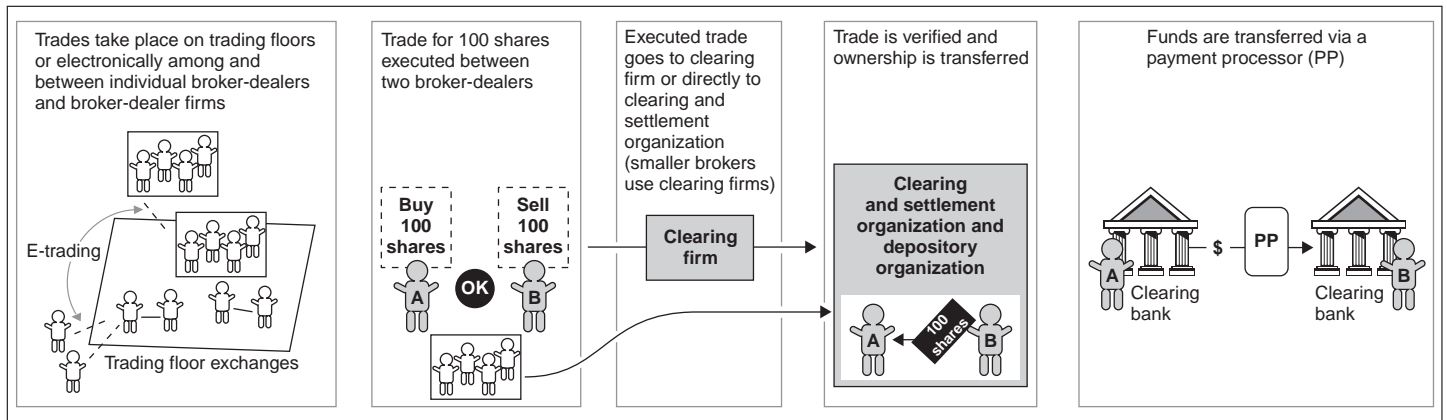 Trades take place on trading floors
or electronically among and
between individual broker-dealers
and broker-dealer firms
E-trading
Trading floor exchanges
Trade for 100 shares
executed between
two broker-dealers
Buy
100
shares
Sell
100
shares
A
OK
B
Executed trade
goes to clearing
firm or directly to
clearing and
settlement
organization
(smaller brokers
use clearing firms)
Clearing
firm
Trade is verified and
ownership is transferred
Clearing
and settlement
organization and
depository
organization
A
100
shares
B
Funds are transferred via a
payment processor (PP)
A
Clearing
bank
$
PP
B
Clearing
bank